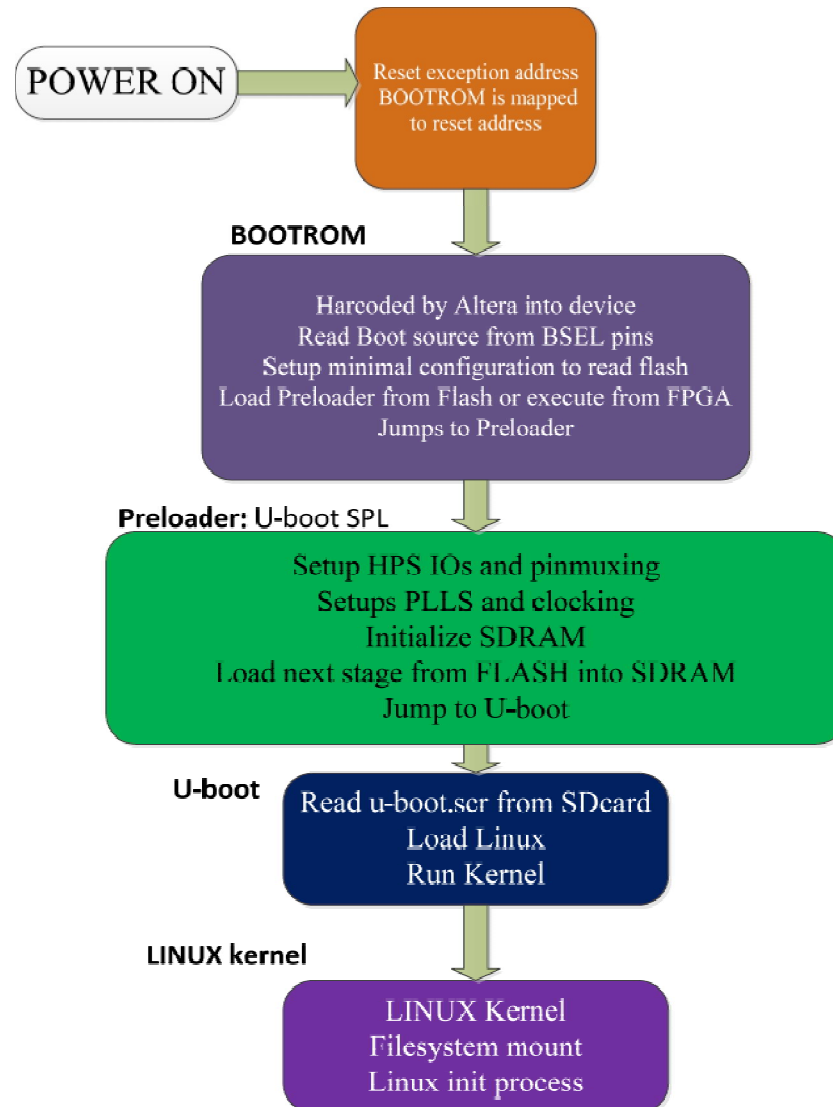 POWER ON
Reset exception address
BOOTROM is mapped
to reset address
BOOTROM
Harcoded by Altera into device
Read Boot source from BSEL pins
Setup minimal configuration to read flash
Load Preloader from Flash or execute from FPGA
Jumps to Preloader
Preloader: U-boot SPL
Setup HPS IOs and pinmuxing
Setups PLLS and clocking
Initialize SDRAM
Load next stage from FLASH into SDRAM
Jump to U-boot
U-boot
Read u-boot.scr from SDcard
Load Linux
Run Kernel
LINUX kernel
LINUX Kernel
Filesystem mount
Linux init process